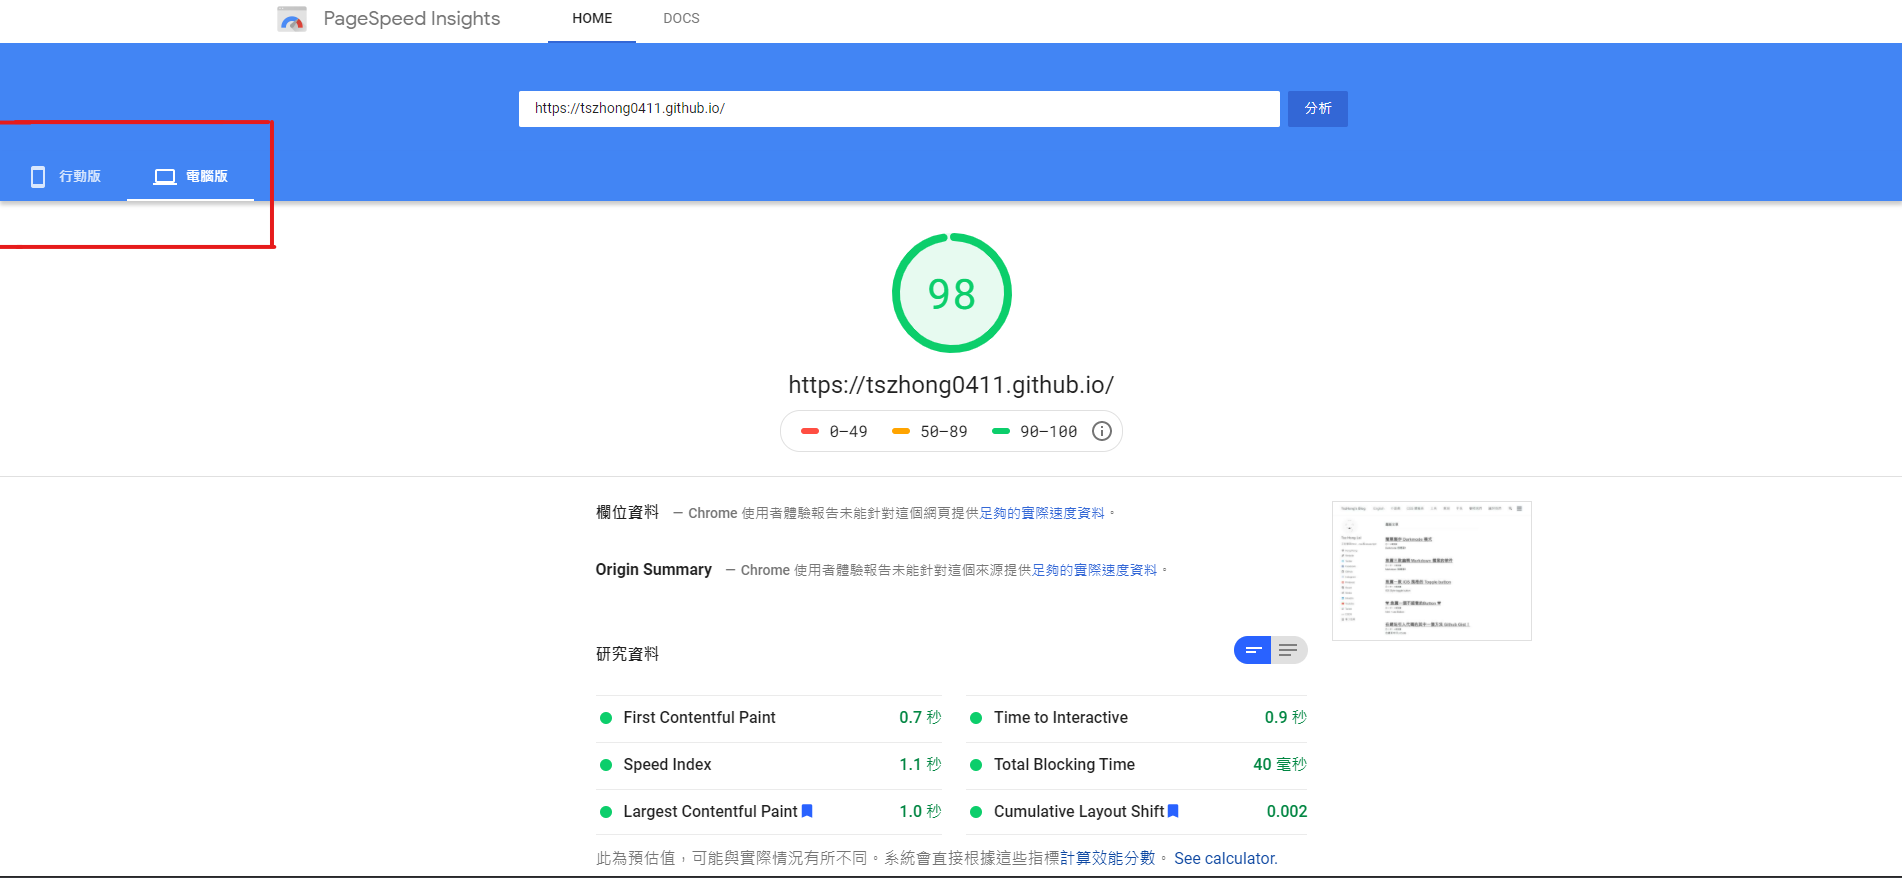 PageSpeed Insights HOME DOCS
https://tszhong0411.github.io/ 分析
行動版 電腦版
98
https://tszhong0411.github.io/
0–49 50–89 90–100
欄位資料 — Chrome 使用者體驗報告未能針對這個網頁提供足夠的實際速度資料。
Origin Summary — Chrome 使用者體驗報告未能針對這個來源提供足夠的實際速度資料。
研究資料
First Contentful Paint 0.7 秒
Time to Interactive 0.9 秒
Speed Index 1.1 秒
Total Blocking Time 40 毫秒
Largest Contentful Paint 1.0 秒
Cumulative Layout Shift 0.002
此為預估值，可能與實際情況有所不同。系統會直接根據這些指標計算效能分數。 See calculator.